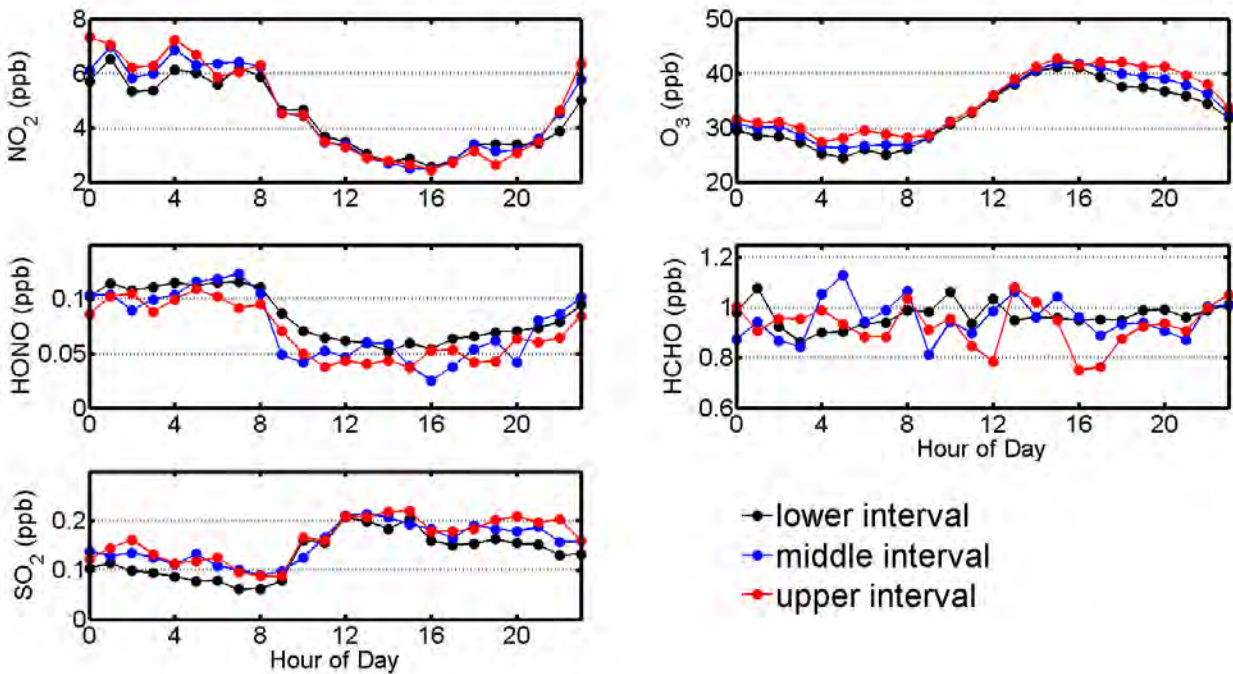 8
6
4
2
NO2 (ppb)
0 4 8 12 16 20
50
40
30
20
O3 (ppb)
0 4 8 12 16 20
0.1
0.05
0
HONO (ppb)
0 4 8 12 16 20
1.2
1
0.8
0.6
HCHO (ppb)
0 4 8 12 16 20
Hour of Day
0.2
0.1
0
SO2 (ppb)
0 4 8 12 16 20
Hour of Day
lower interval
middle interval
upper interval